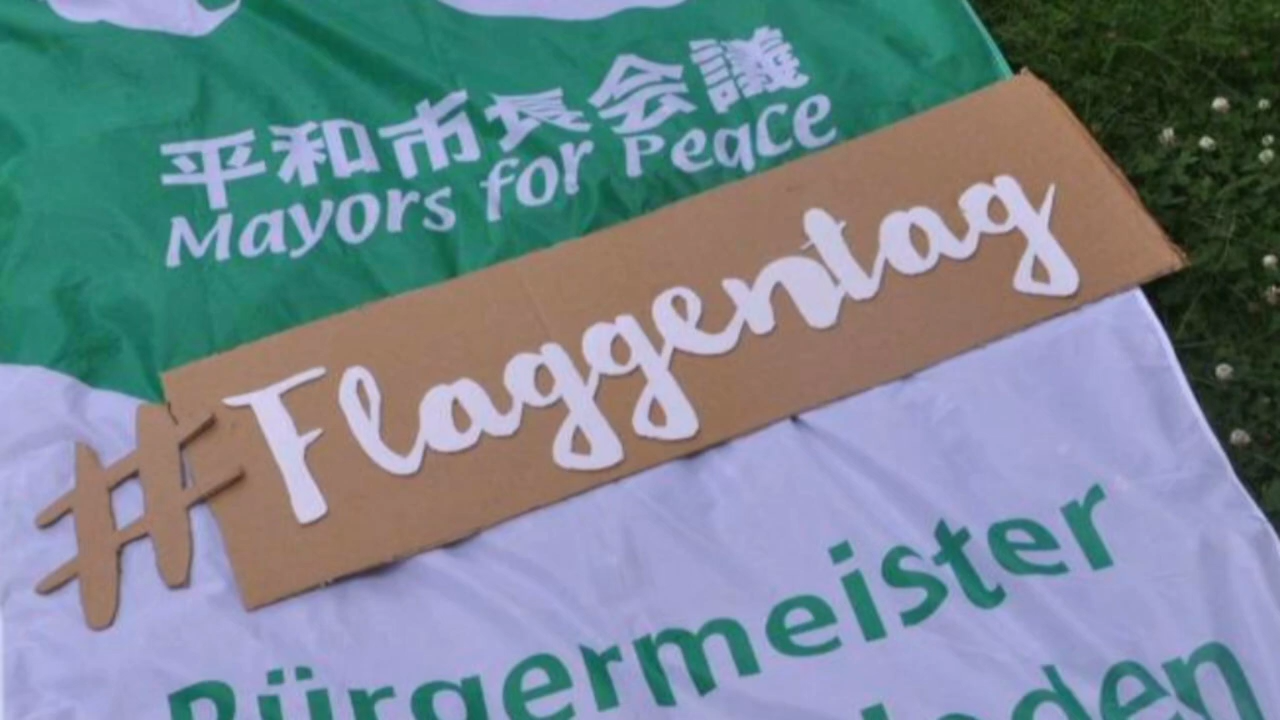 平和市長会議
Mayors for Peace
#Flaggentag
Bürgermeister